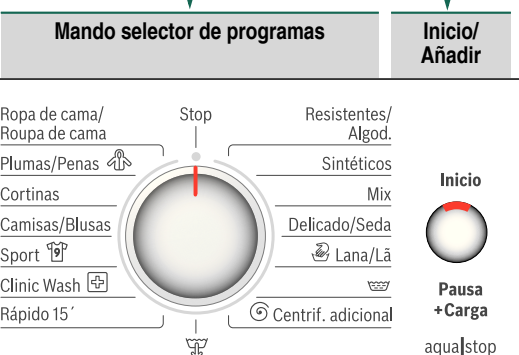 Mando selector de programas
Inicio/
Añadir
Ropa de cama/
Roupa de cama
Stop
Resistentes/
Algod.
Plumas/Penas
Sintéticos
Cortinas
Mix
Camisas/Blusas
Delicado/Seda
Sport 9
Lana/Lã
Clinic Wash
Rápido 15´
Centrif. adicional
Inicio
Pausa
+Carga
aqua|stop